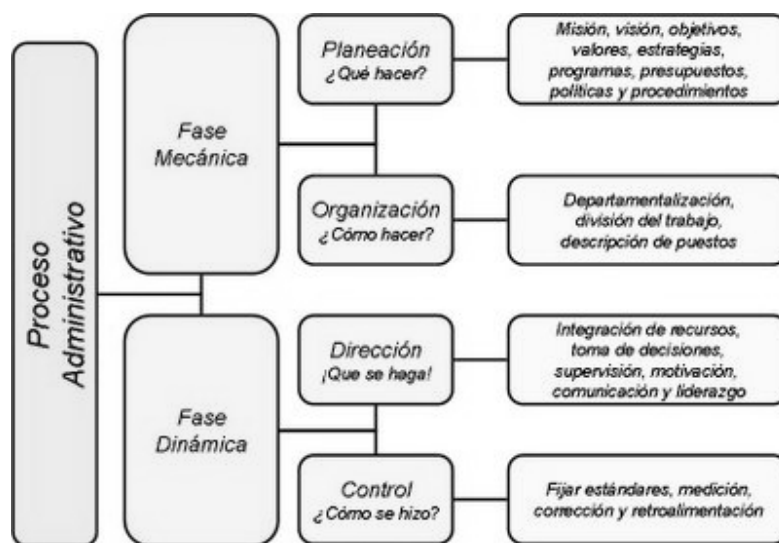 Proceso
Administrativo
Fase
Mecánica
Planeación
¿Qué hacer?
Misión, visión, objetivos,
valores, estrategias,
programas, presupuestos,
políticas y procedimientos
Organización
¿Cómo hacer?
Departamentalización,
división del trabajo,
descripción de puestos
Fase
Dinámica
Dirección
¡Que se haga!
Integración de recursos,
toma de decisiones,
supervisión, motivación,
comunicación y liderazgo
Control
¿Cómo se hizo?
Fijar estándares, medición,
corrección y retroalimentación